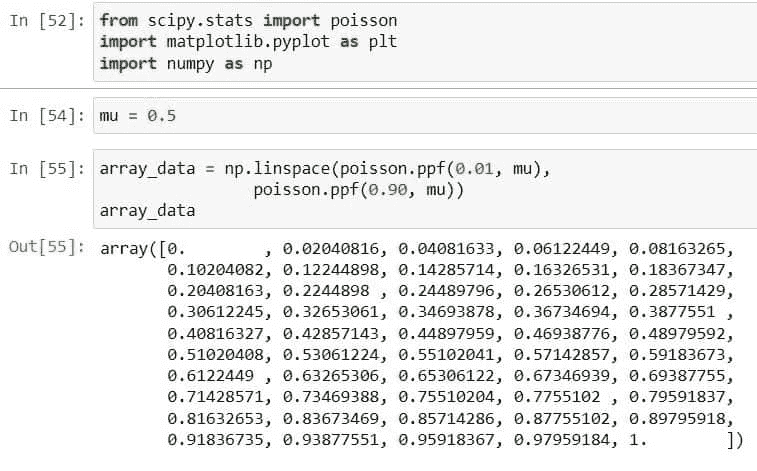 In [52]: from scipy.stats import poisson
import matplotlib.pyplot as plt
import numpy as np
In [54]: mu = 0.5
In [55]: array_data = np.linspace(poisson.ppf(0.01, mu),
poisson.ppf(0.90, mu))
array_data
Out[55]: array([0.        , 0.02040816, 0.04081633, 0.06122449, 0.08163265,
0.10204082, 0.12244898, 0.14285714, 0.16326531, 0.18367347,
0.20408163, 0.2244898 , 0.24489796, 0.26530612, 0.28571429,
0.30612245, 0.32653061, 0.34693878, 0.36734694, 0.3877551 ,
0.40816327, 0.42857143, 0.44897959, 0.46938776, 0.48979592,
0.51020408, 0.53061224, 0.55102041, 0.57142857, 0.59183673,
0.6122449 , 0.63265306, 0.65306122, 0.67346939, 0.69387755,
0.71428571, 0.73469388, 0.75510204, 0.7755102 , 0.79591837,
0.81632653, 0.83673469, 0.85714286, 0.87755102, 0.89795918,
0.91836735, 0.93877551, 0.95918367, 0.97959184, 1.        ])